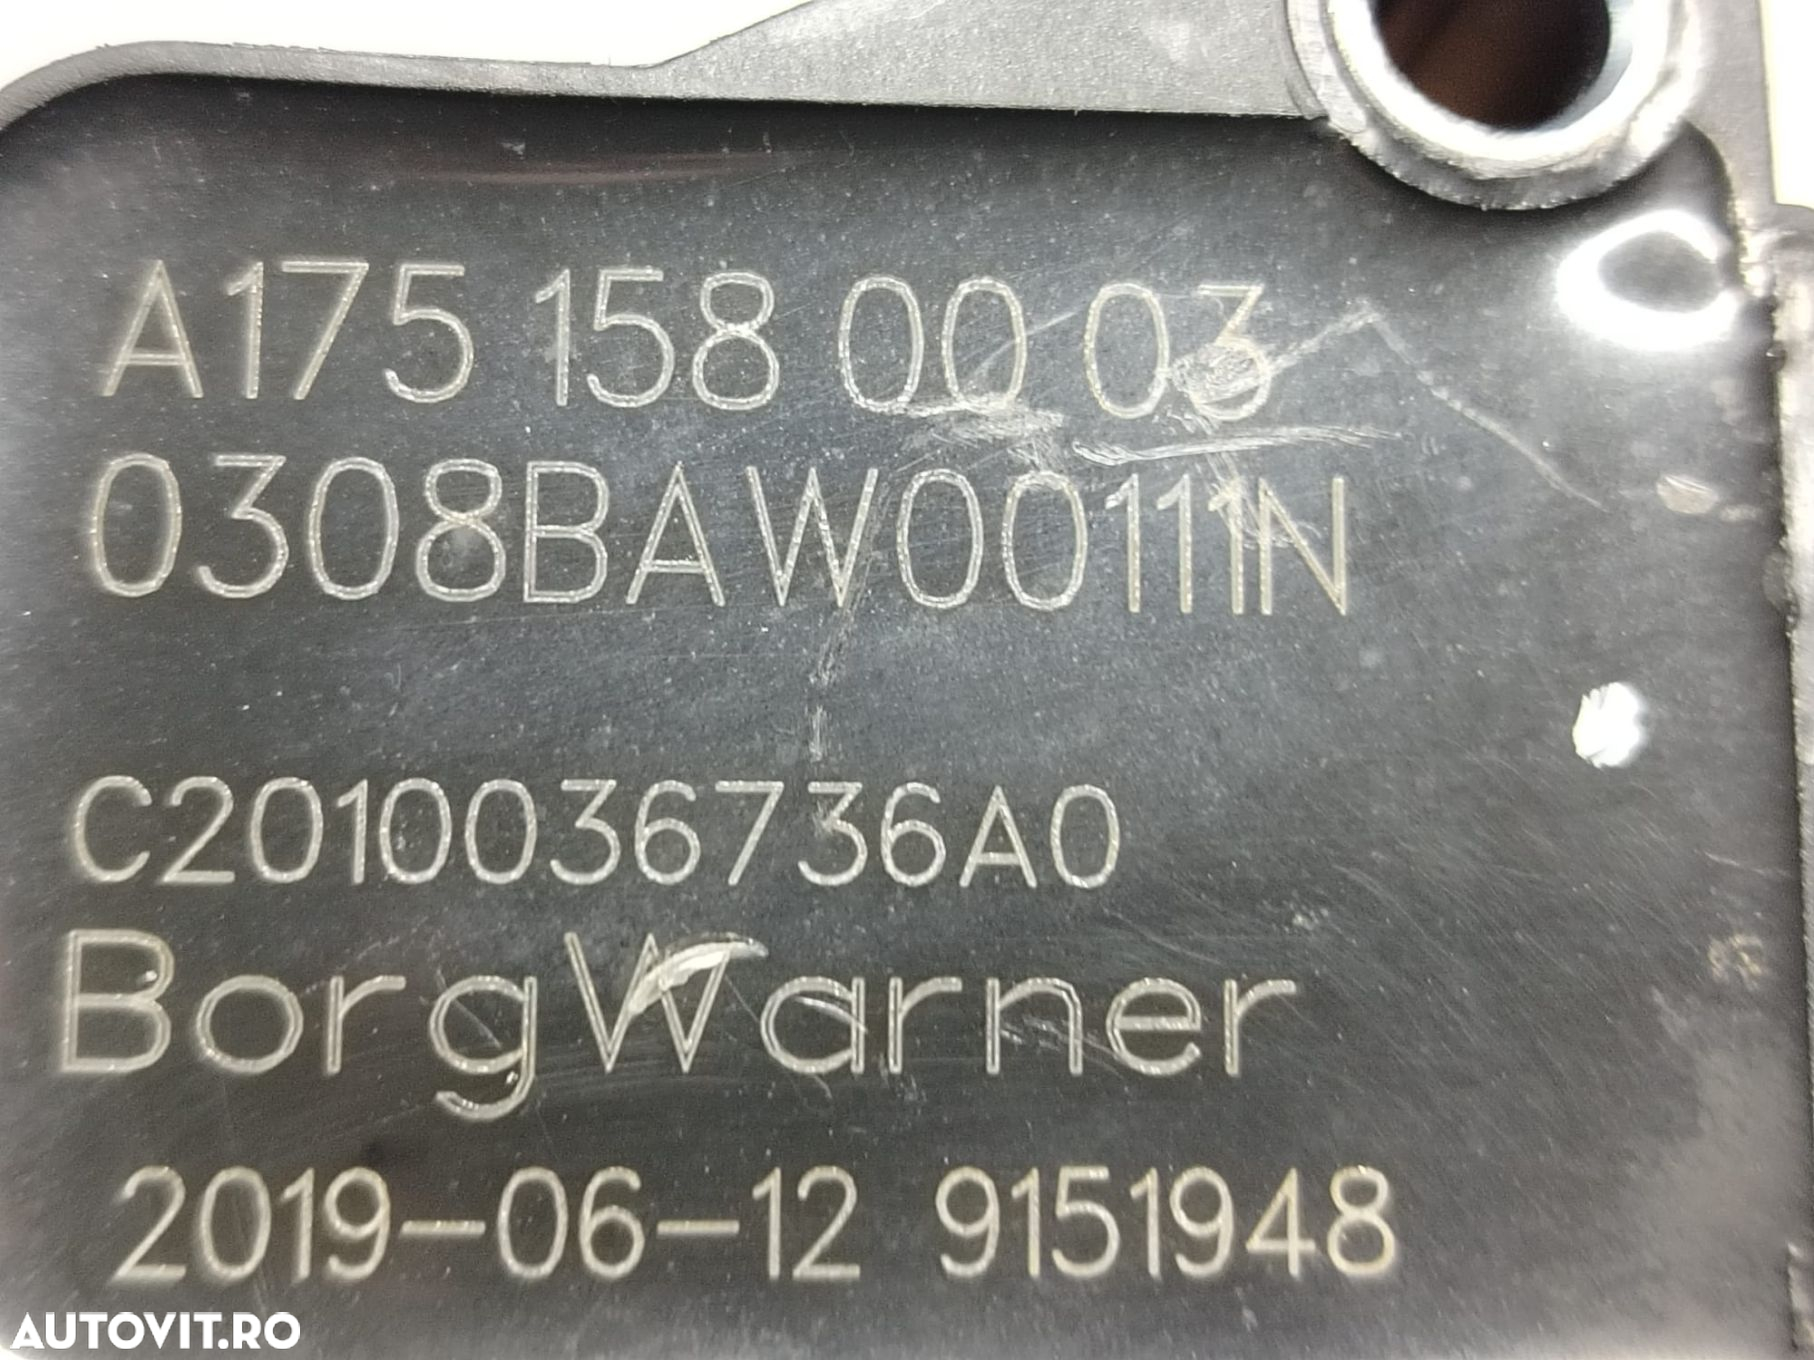 A175 158 00 03
0308BAW00111N
C2010036736A0
BorgWarner
2019-06-12 9151948
AUTOVIT.RO